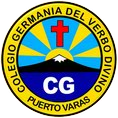 COLEGIO GERMANIA DEL VERBO DIVINO
CG
PUERTO VARAS